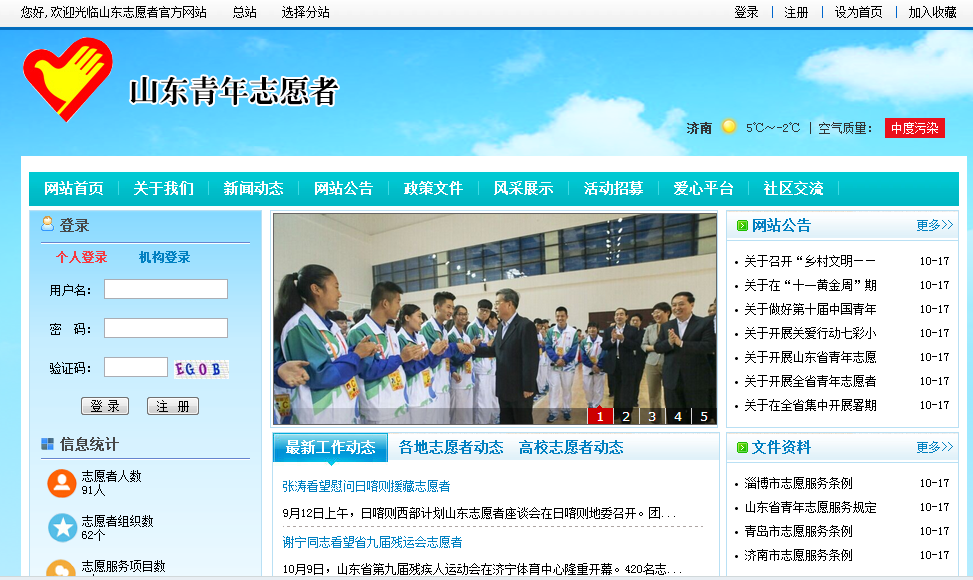 您好, 欢迎光临山东志愿者官方网站 总站 选择分站
登录 | 注册 | 设为首页 | 加入收藏
山东青年志愿者
济南 5℃~-2℃ | 空气质量： 中度污染
网站首页 关于我们 新闻动态 网站公告 政策文件 风采展示 活动招募 爱心平台 社区交流
登录
个人登录 机构登录
用户名：
密 码：
验证码： EGOB
登 录 注 册
信息统计
志愿者人数
91人
志愿者组织数
62个
志愿服务项目数
1 2 3 4 5
最新工作动态 各地志愿者动态 高校志愿者动态
张涛看望慰问日喀则援藏志愿者
9月12日上午，日喀则西部计划山东志愿者座谈会在日喀则地委召开。团...
谢宁同志看望省九届残运会志愿者
10月9日，山东省第九届残疾人运动会在济宁体育中心隆重开幕。420名志...
网站公告 更多>>
• 关于召开“乡村文明—— 10-17
• 关于在“十一黄金周”期 10-17
• 关于做好第十届中国青年 10-17
• 关于开展关爱行动七彩小 10-17
• 关于开展山东省青年志愿 10-17
• 关于开展全省青年志愿者 10-17
• 关于在全省集中开展暑期 10-17
文件资料 更多>>
• 淄博市志愿服务条例 10-17
• 山东省青年志愿服务规定 10-17
• 青岛市志愿服务条例 10-17
• 济南市志愿服务条例 10-17